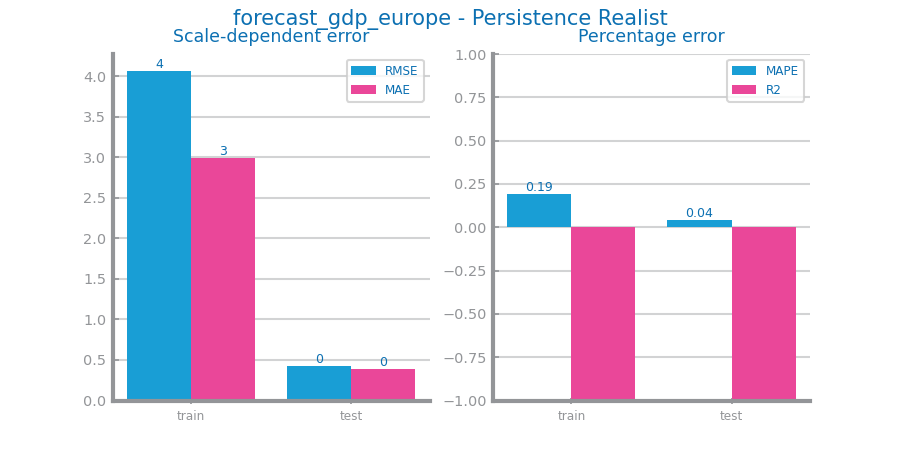 forecast_gdp_europe - Persistence Realist
Scale-dependent error
4.0
3.5
3.0
2.5
2.0
1.5
1.0
0.5
0.0
4
3
0
0
RMSE
MAE
train
test
Percentage error
1.00
0.75
0.50
0.25
0.00
−0.25
−0.50
−0.75
−1.00
0.19
0.04
MAPE
R2
train
test